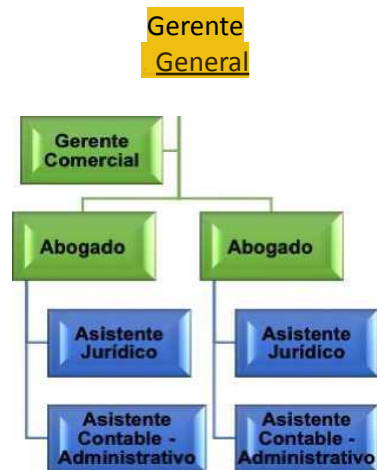 Gerente
General
Gerente
Comercial
Abogado
Abogado
Asistente
Jurídico
Asistente
Jurídico
Asistente
Contable -
Administrativo
Asistente
Contable -
Administrativo